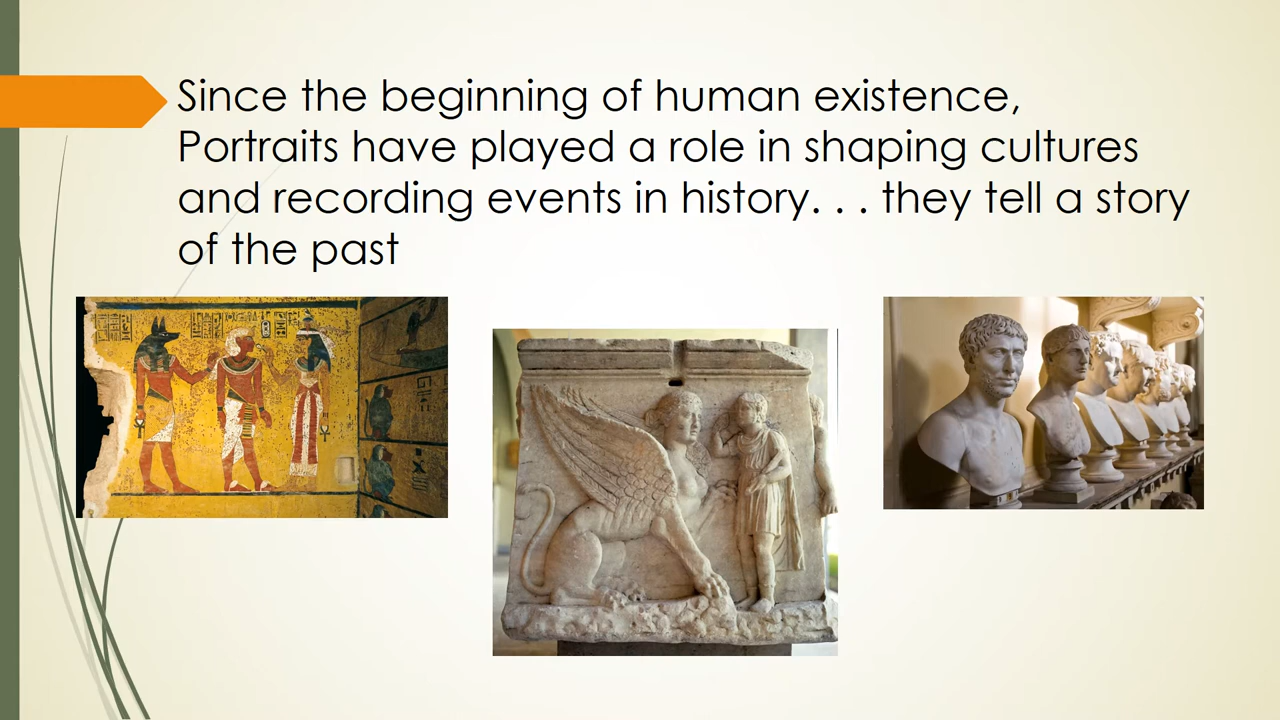 Since the beginning of human existence,
Portraits have played a role in shaping cultures
and recording events in history. . . they tell a story
of the past